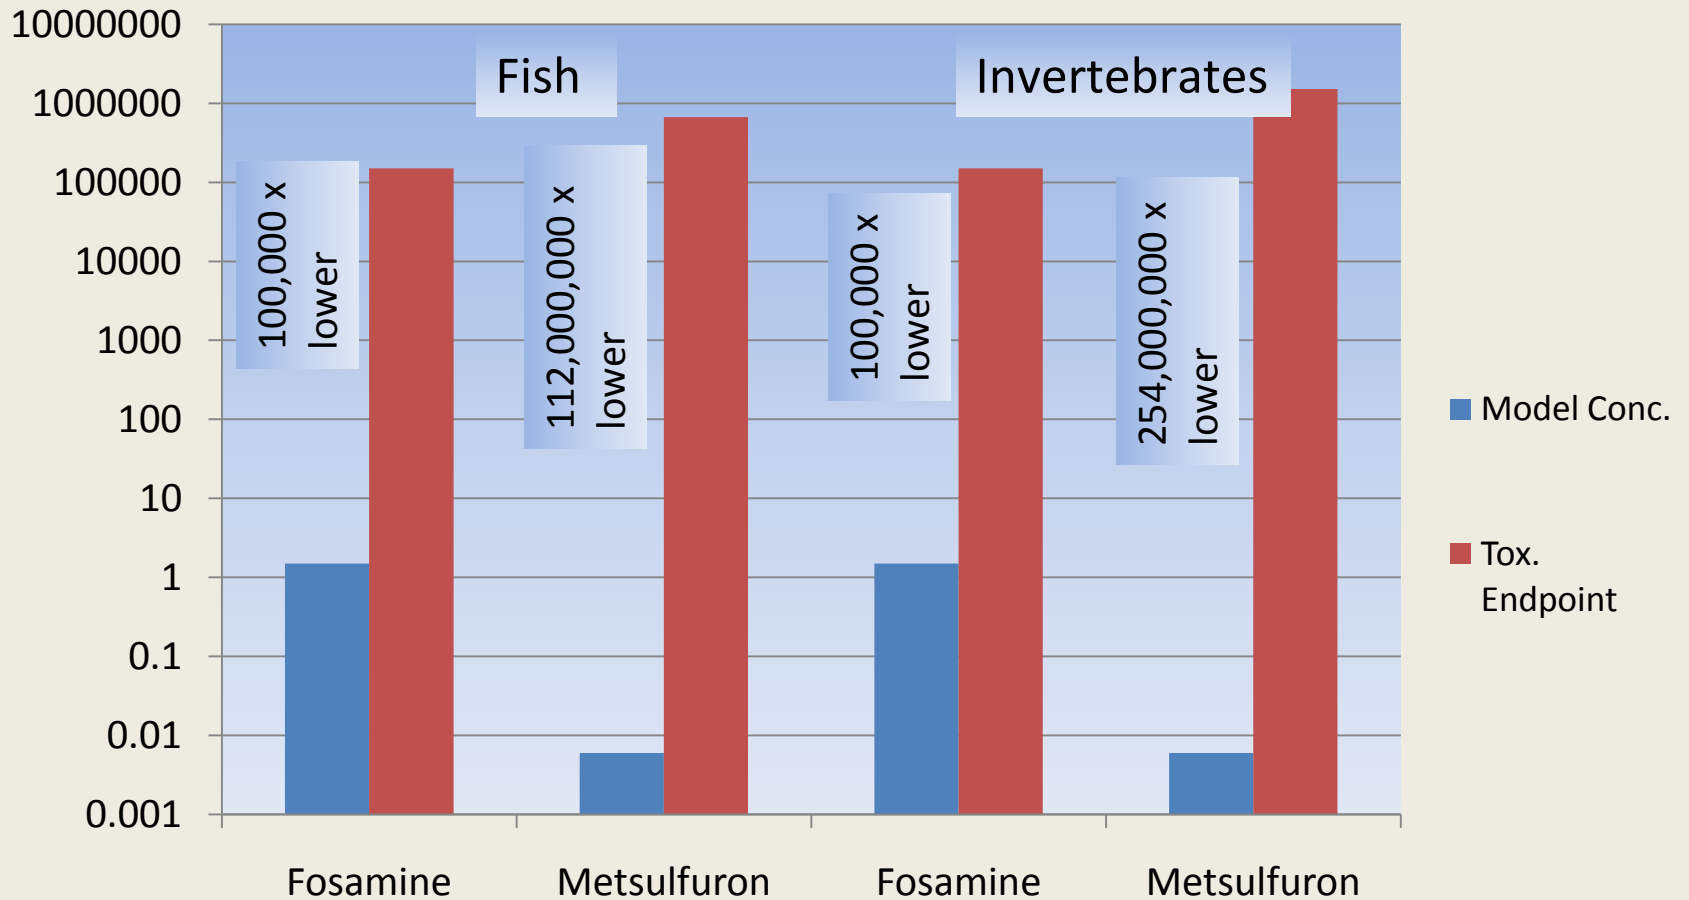 10000000
1000000
100000
10000
1000
100
10
1
0.1
0.01
0.001
Fish
Invertebrates
100,000 x
lower
112,000,000 x
lower
100,000 x
lower
254,000,000 x
lower
Fosamine
Metsulfuron
Fosamine
Metsulfuron
Model Conc.
Tox.
Endpoint